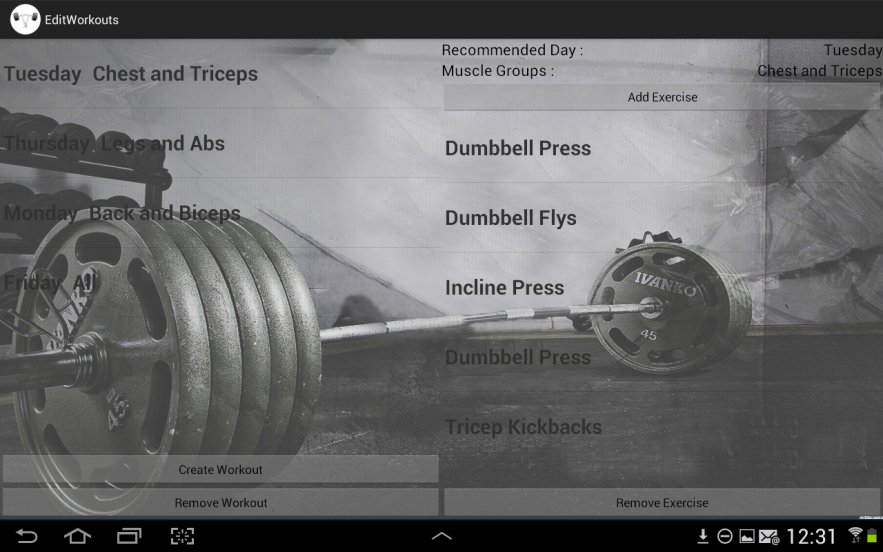 EditWorkouts
Tuesday Chest and Triceps
Thursday Legs and Abs
Monday Back and Biceps
Friday All
Create Workout
Remove Workout
Recommended Day : Tuesday
Muscle Groups : Chest and Triceps
Add Exercise
Dumbbell Press
Dumbbell Flys
Incline Press
Dumbbell Press
Tricep Kickbacks
Remove Exercise
IVANKO
45
45
12:31